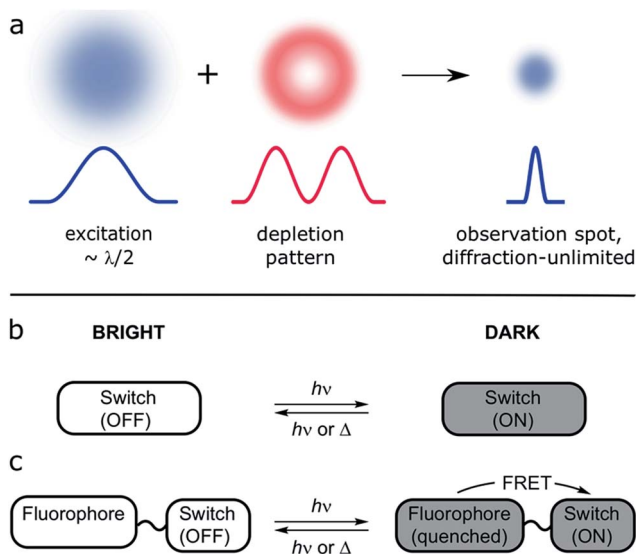 a
+
excitation
~ λ/2
depletion
pattern
observation spot,
diffraction-unlimited
b
BRIGHT
DARK
Switch
(OFF)
hν
hν or Δ
Switch
(ON)
c
Fluorophore
Switch
(OFF)
hν
hν or Δ
FRET
Fluorophore
(quenched)
Switch
(ON)